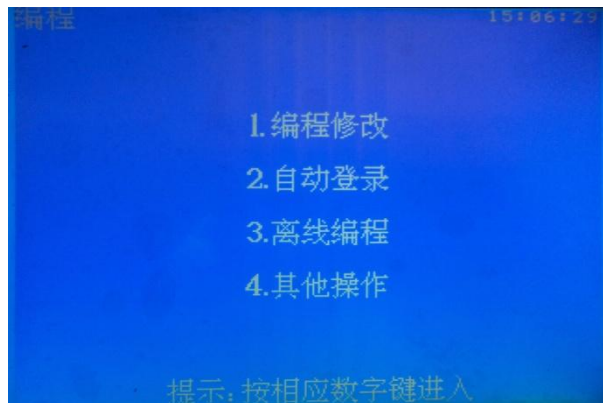 编程 15:06:29
1.编程修改
2.自动登录
3.离线编程
4.其他操作
提示:按相应数字键进入